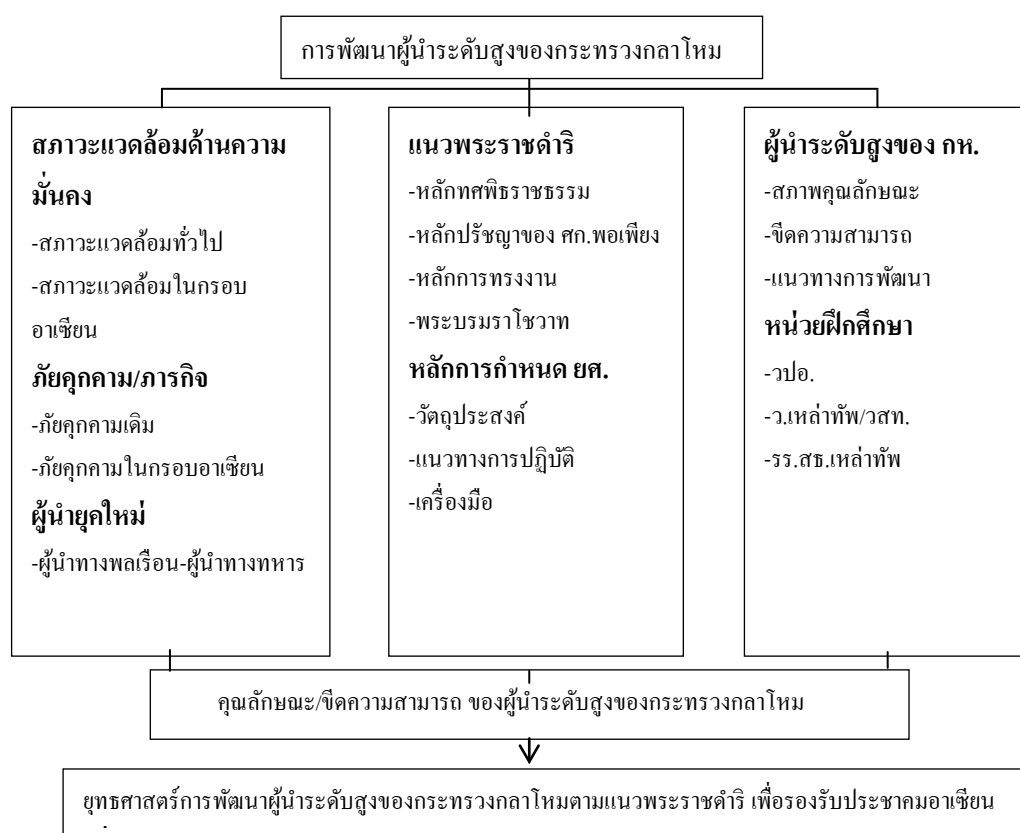 การพัฒนาผู้นำระดับสูงของกระทรวงกลาโหม
สภาวะแวดล้อมด้านความ
มั่นคง
-สภาวะแวดล้อมทั่วไป
-สภาวะแวดล้อมในกรอบ
อาเซียน
ภัยคุกคาม/ภารกิจ
-ภัยคุกคามเดิม
-ภัยคุกคามในกรอบอาเซียน
ผู้นำยุคใหม่
-ผู้นำทางพลเรือน-ผู้นำทางทหาร
แนวพระราชดำริ
-หลักทศพิธราชธรรม
-หลักปรัชญาของ ศก.พอเพียง
-หลักการทรงงาน
-พระบรมราโชวาท
หลักการกำหนด ยศ.
-วัตถุประสงค์
-แนวทางการปฏิบัติ
-เครื่องมือ
ผู้นำระดับสูงของ กห.
-สภาพคุณลักษณะ
-ขีดความสามารถ
-แนวทางการพัฒนา
หน่วยฝึกศึกษา
-วปอ.
-ว.เหล่าทัพ/วสท.
-รร.สธ.เหล่าทัพ
คุณลักษณะ/ขีดความสามารถ ของผู้นำระดับสูงของกระทรวงกลาโหม
ยุทธศาสตร์การพัฒนาผู้นำระดับสูงของกระทรวงกลาโหมตามแนวพระราชดำริ เพื่อรองรับประชาคมอาเซียน